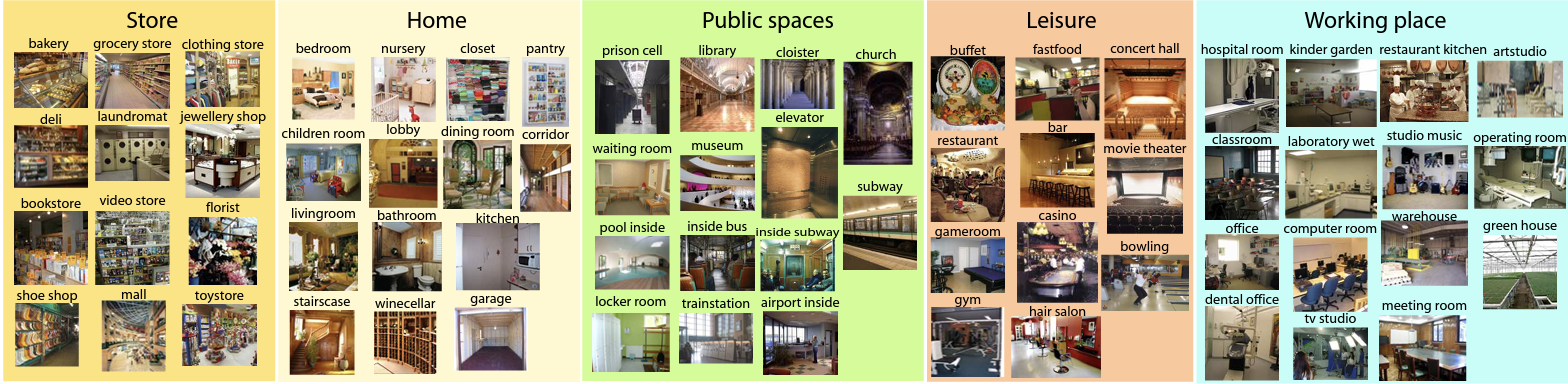 Store
bakery
grocery store
clothing store
deli
laundromat
jewellery shop
bookstore
video store
florist
shoe shop
mall
toystore
Home
bedroom
nursery
closet
pantry
children room
lobby
dining room
corridor
livingroom
bathroom
kitchen
stairscase
winecellar
garage
Public spaces
prison cell
library
cloister
church
waiting room
museum
elevator
subway
pool inside
inside bus
inside subway
locker room
trainstation
airport inside
Leisure
buffet
fastfood
concert hall
restaurant
bar
movie theater
gameroom
casino
bowling
gym
hair salon
Working place
hospital room
kinder garden
restaurant kitchen
artstudio
classroom
laboratory wet
studio music
operating room
office
computer room
warehouse
green house
dental office
tv studio
meeting room